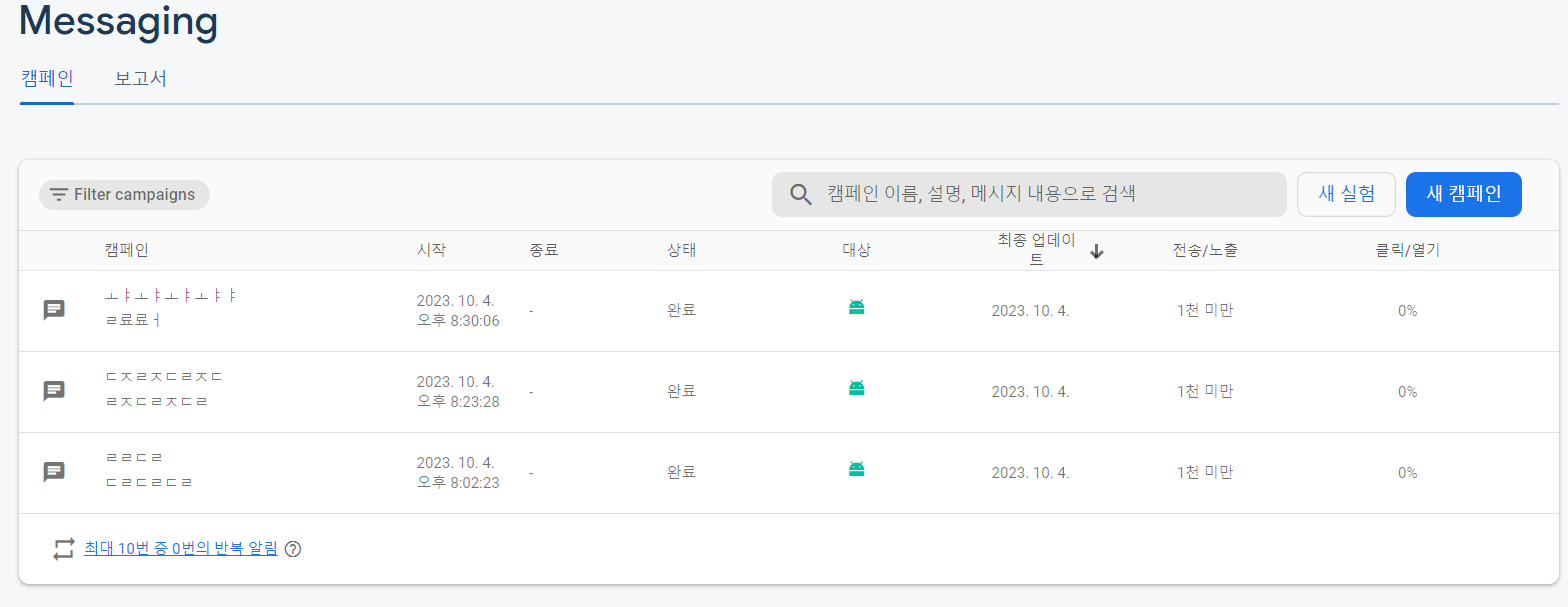 Messaging
캠페인 보고서
Filter campaigns 캠페인 이름, 설명, 메시지 내용으로 검색 새 실험 새 캠페인
캠페인 시작 종료 상태 대상 최종 업데이
트 전송/노출 클릭/열기
ㅗㅑㅗㅑㅗㅑㅗㅑㅑ
ㄹ료료ㅓ
2023. 10. 4.
오후 8:30:06
- 완료 2023. 10. 4. 1천 미만 0%
ㄷㅈㄹㅈㄷㄹㅈㄷ
ㄹㅈㄷㄹㅈㄷㄹ
2023. 10. 4.
오후 8:23:28
- 완료 2023. 10. 4. 1천 미만 0%
ㄹㄹㄷㄹ
ㄷㄹㄷㄹㄷㄹ
2023. 10. 4.
오후 8:02:23
- 완료 2023. 10. 4. 1천 미만 0%
최대 10번 중 0번의 반복 알림 ?